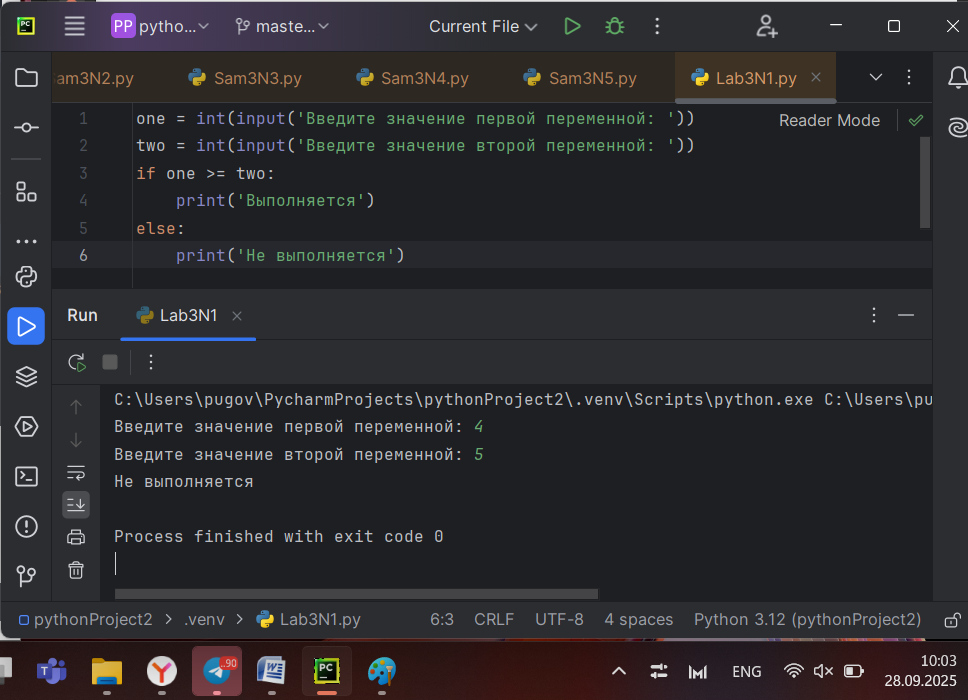 PC PP pytho... maste... Current File
am3N2.py Sam3N3.py Sam3N4.py Sam3N5.py Lab3N1.py
Reader Mode
1 one = int(input('Введите значение первой переменной: '))
2 two = int(input('Введите значение второй переменной: '))
3 if one >= two:
4 print('Выполняется')
5 else:
6 print('Не выполняется')
Run Lab3N1
C:\Users\pugov\PycharmProjects\pythonProject2\.venv\Scripts\python.exe C:\Users\pu
Введите значение первой переменной: 4
Введите значение второй переменной: 5
Не выполняется
Process finished with exit code 0
pythonProject2 > .venv > Lab3N1.py 6:3 CRLF UTF-8 4 spaces Python 3.12 (pythonProject2)
90 PC ENG 10:03
28.09.2025